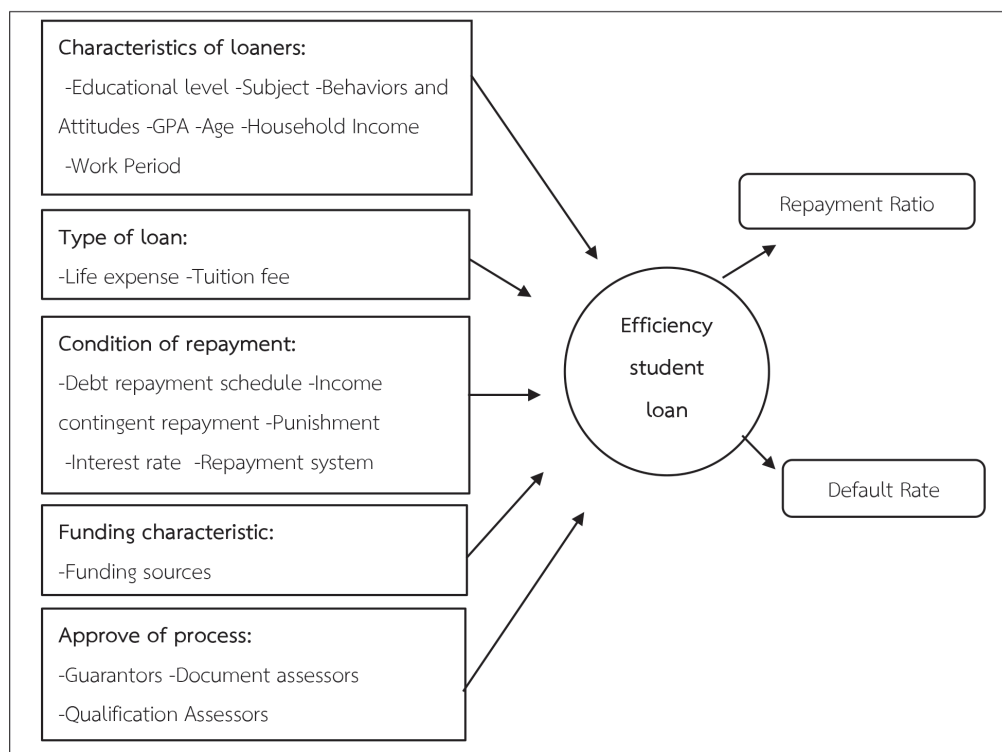 Characteristics of loaners:
-Educational level -Subject -Behaviors and
Attitudes -GPA -Age -Household Income
-Work Period
Type of loan:
-Life expense -Tuition fee
Condition of repayment:
-Debt repayment schedule -Income
contingent repayment -Punishment
-Interest rate -Repayment system
Funding characteristic:
-Funding sources
Approve of process:
-Guarantors -Document assessors
-Qualification Assessors
Efficiency
student
loan
Repayment Ratio
Default Rate